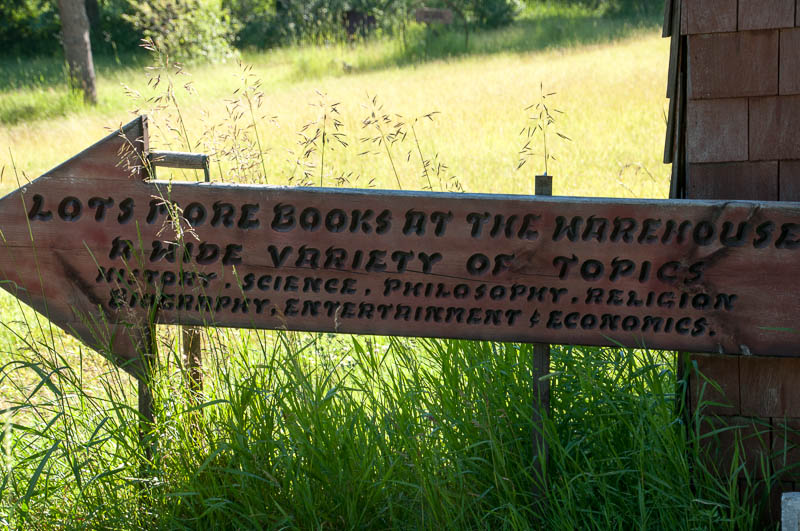 LOTS MORE BOOKS AT THE WAREHOUSE
A WIDE VARIETY OF TOPICS
HISTORY, SCIENCE, PHILOSOPHY, RELIGION
BIOGRAPHY, ENTERTAINMENT & ECONOMICS.